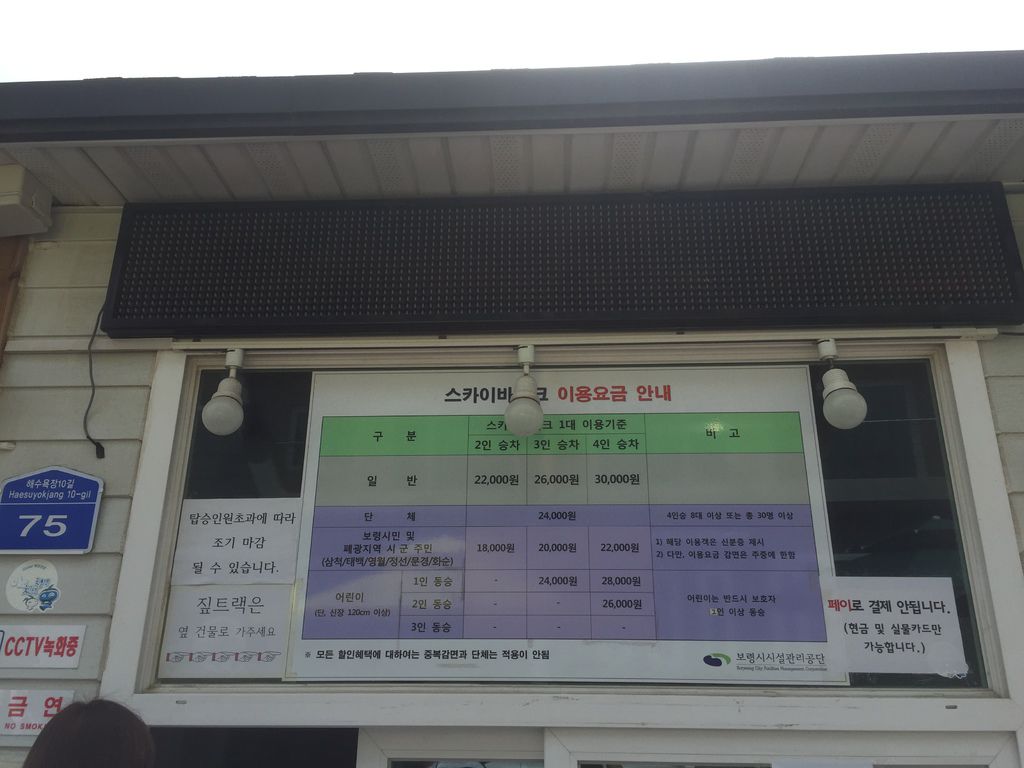 스카이바 크 이용요금 안내
구 분
스카 크 1대 이용기준
2인 승차 3인 승차 4인 승차
비 고
일 반 22,000원 26,000원 30,000원
단 체 24,000원 4인승 8대 이상 또는 총 30명 이상
보령시민 및
폐광지역 시 군 주민
(삼척/태백/영월/정선/문경/화순)
18,000원 20,000원 22,000원
1) 해당 이용객은 신분증 제시
2) 다만, 이용요금 감면은 주중에 한함
어린이
(단, 신장 120cm 이상)
1인 동승 - 24,000원 28,000원
2인 동승 - 26,000원
3인 동승 - - -
어린이는 반드시 보호자
1인 이상 동승
※ 모든 할인혜택에 대하여는 중복감면과 단체는 적용이 안됨
보령시시설관리공단
Boryeong City Facilities Management Corporation
해수욕장10길
Haesuyokjang 10-gil
75
CCTV녹화중
금 연
NO SMOK
탑승인원초과에 따라
조기 마감
될 수 있습니다.
짚트랙은
옆 건물로 가주세요
페이로 결제 안됩니다.
(현금 및 실물카드만
가능합니다.)